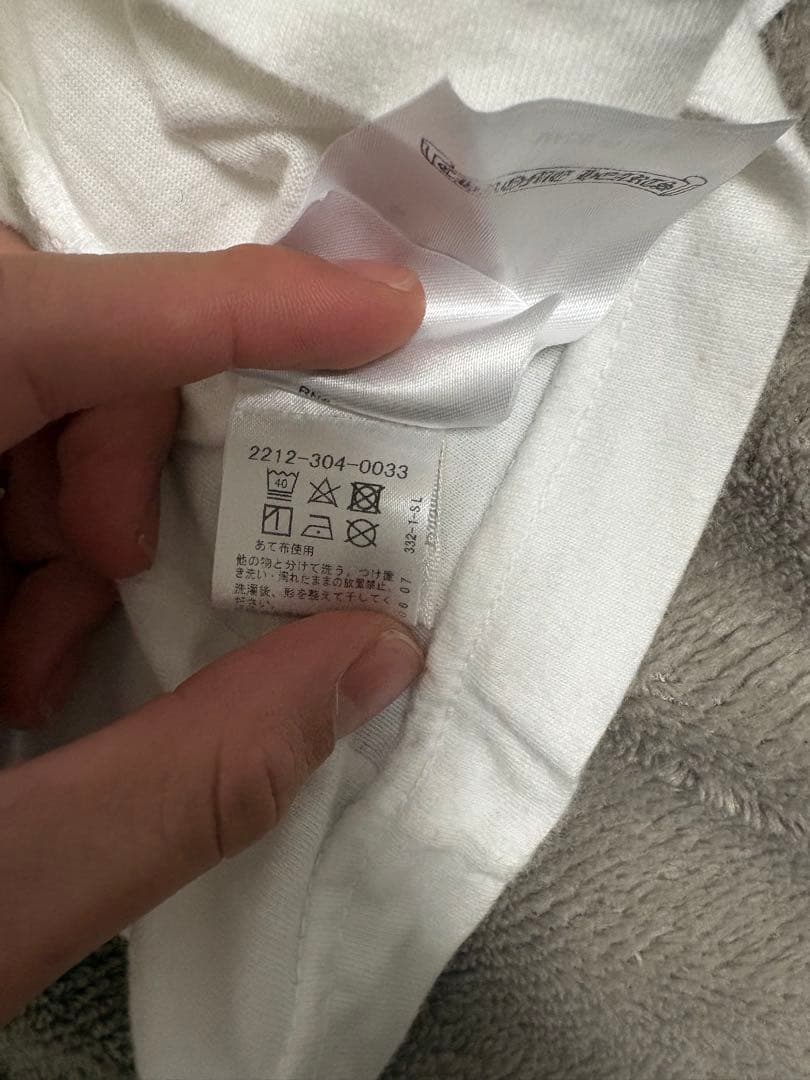 2212-304-0033
40
332-1-SL
あて布使用
他の物と分けて洗う。つけ置
き洗い・濡れたままの放置禁止。
洗濯後、形を整えて干してく
ださい。